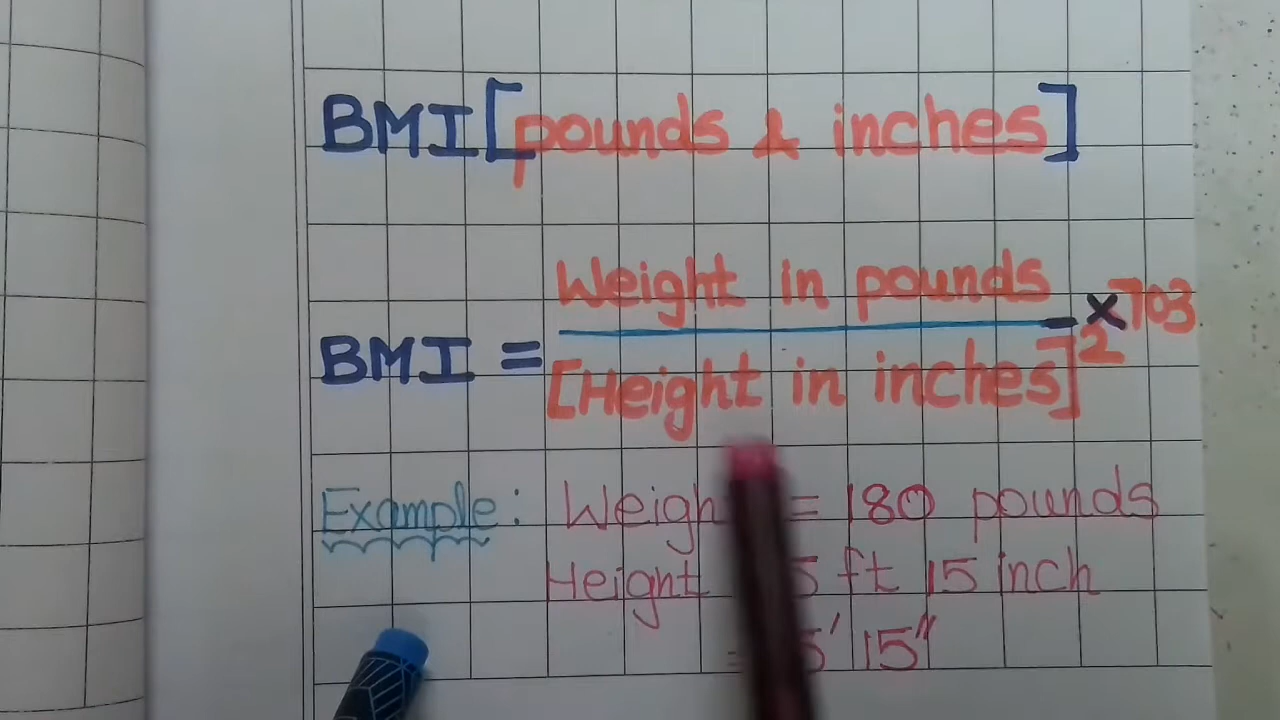 BMI[pounds & inches]
Weight in pounds
BMI = × 703
[Height in inches]²
Example: Weight = 180 pounds
Height 5 ft 15 inch
= 5' 15"